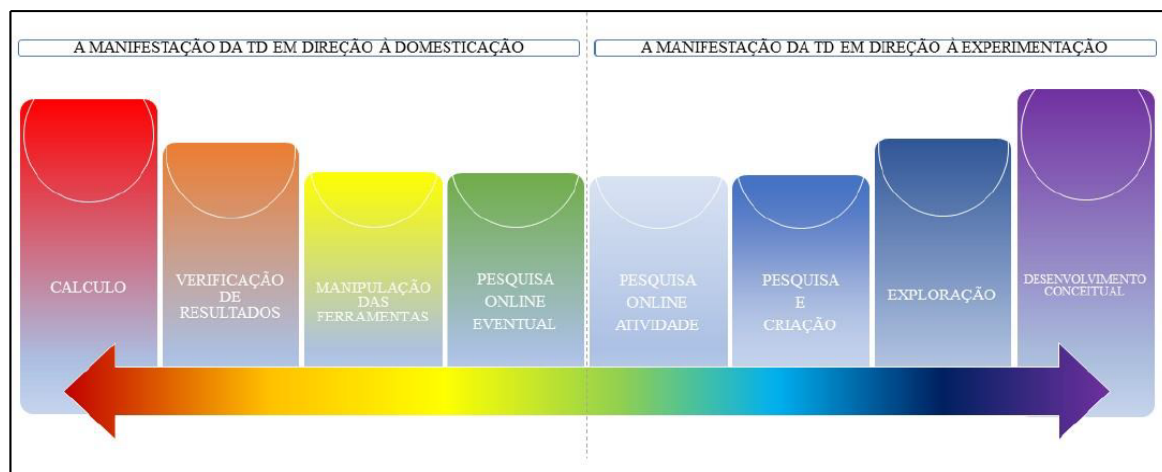 A MANIFESTAÇÃO DA TD EM DIREÇÃO À DOMESTICAÇÃO
A MANIFESTAÇÃO DA TD EM DIREÇÃO À EXPERIMENTAÇÃO
CALCULO
VERIFICAÇÃO
DE
RESULTADOS
MANIPULAÇÃO
DAS
FERRAMENTAS
PESQUISA
ONLINE
EVENTUAL
PESQUISA
ONLINE
ATIVIDADE
PESQUISA
E
CRIAÇÃO
EXPLORAÇÃO
DESENVOLVIMENTO
CONCEITUAL